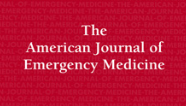 The
American Journal of
Emergency Medicine